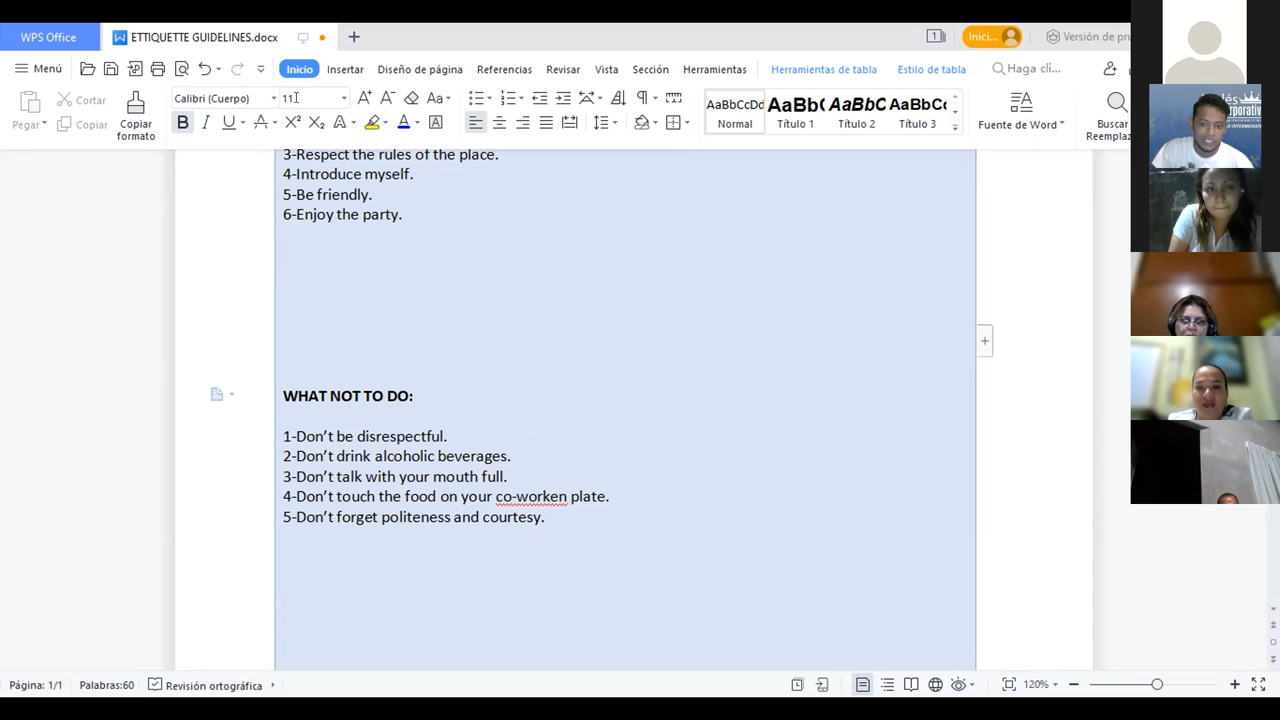 WPS Office
ETTIQUETTE GUIDELINES.docx
1
Inici...
Versión de pru
Menú
Inicio
Insertar
Diseño de página
Referencias
Revisar
Vista
Sección
Herramientas
Herramientas de tabla
Estilo de tabla
Haga clí...
Pegar
Cortar
Copiar
Copiar formato
Calibri (Cuerpo)
11
AaBbCcDd
Normal
AaBb(
Título 1
AaBbC
Título 2
AaBbCc
Título 3
Fuente de Word
Buscar
Reemplaz
3-Respect the rules of the place.
4-Introduce myself.
5-Be friendly.
6-Enjoy the party.
WHAT NOT TO DO:
1-Don’t be disrespectful.
2-Don’t drink alcoholic beverages.
3-Don’t talk with your mouth full.
4-Don’t touch the food on your co-worken plate.
5-Don’t forget politeness and courtesy.
Página: 1/1
Palabras:60
Revisión ortográfica
120%